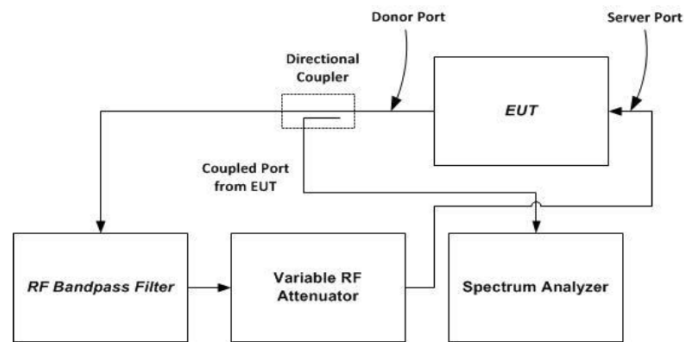 Donor Port
Server Port
Directional
Coupler
EUT
Coupled Port
from EUT
RF Bandpass Filter
Variable RF
Attenuator
Spectrum Analyzer